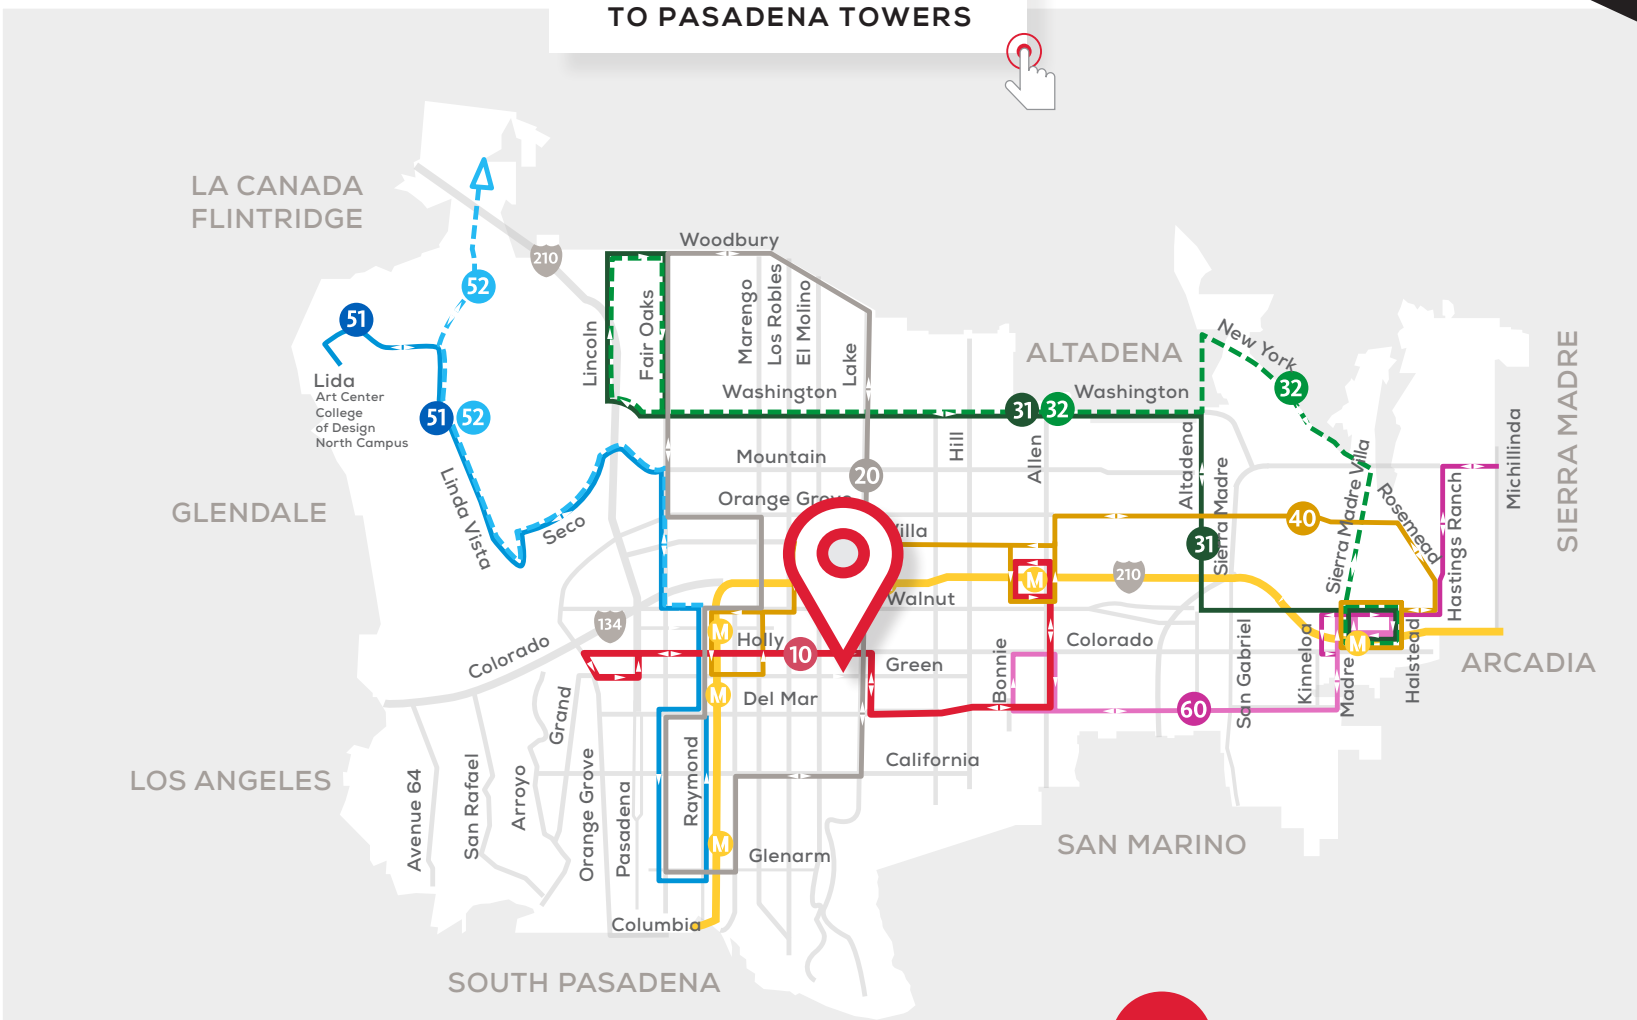 TO PASADENA TOWERS
LA CANADA
FLINTRIDGE
210
Woodbury
52
51
Lincoln
Fair Oaks
Marengo
Los Robles
El Molino
Lake
ALTADENA
New York
32
SIERRA MADRE
Lida
Art Center
College
of Design
North Campus
51
52
Washington
31
32
Washington
Michillinda
Hill
Allen
Altadena
Sierra Madre
Sierra Madre Villa
Rosemead
Hastings Ranch
Mountain
20
Linda Vista
Seco
Orange Grove
GLENDALE
Villa
40
31
M
210
Walnut
134
M
Holly
10
Colorado
Green
Colorado
Bonnie
San Gabriel
Kinneloa
Madre
M
Halstead
ARCADIA
M
Del Mar
60
Grand
LOS ANGELES
Avenue 64
San Rafael
Arroyo
Orange Grove
Pasadena
Raymond
California
M
Glenarm
SAN MARINO
Columbia
SOUTH PASADENA